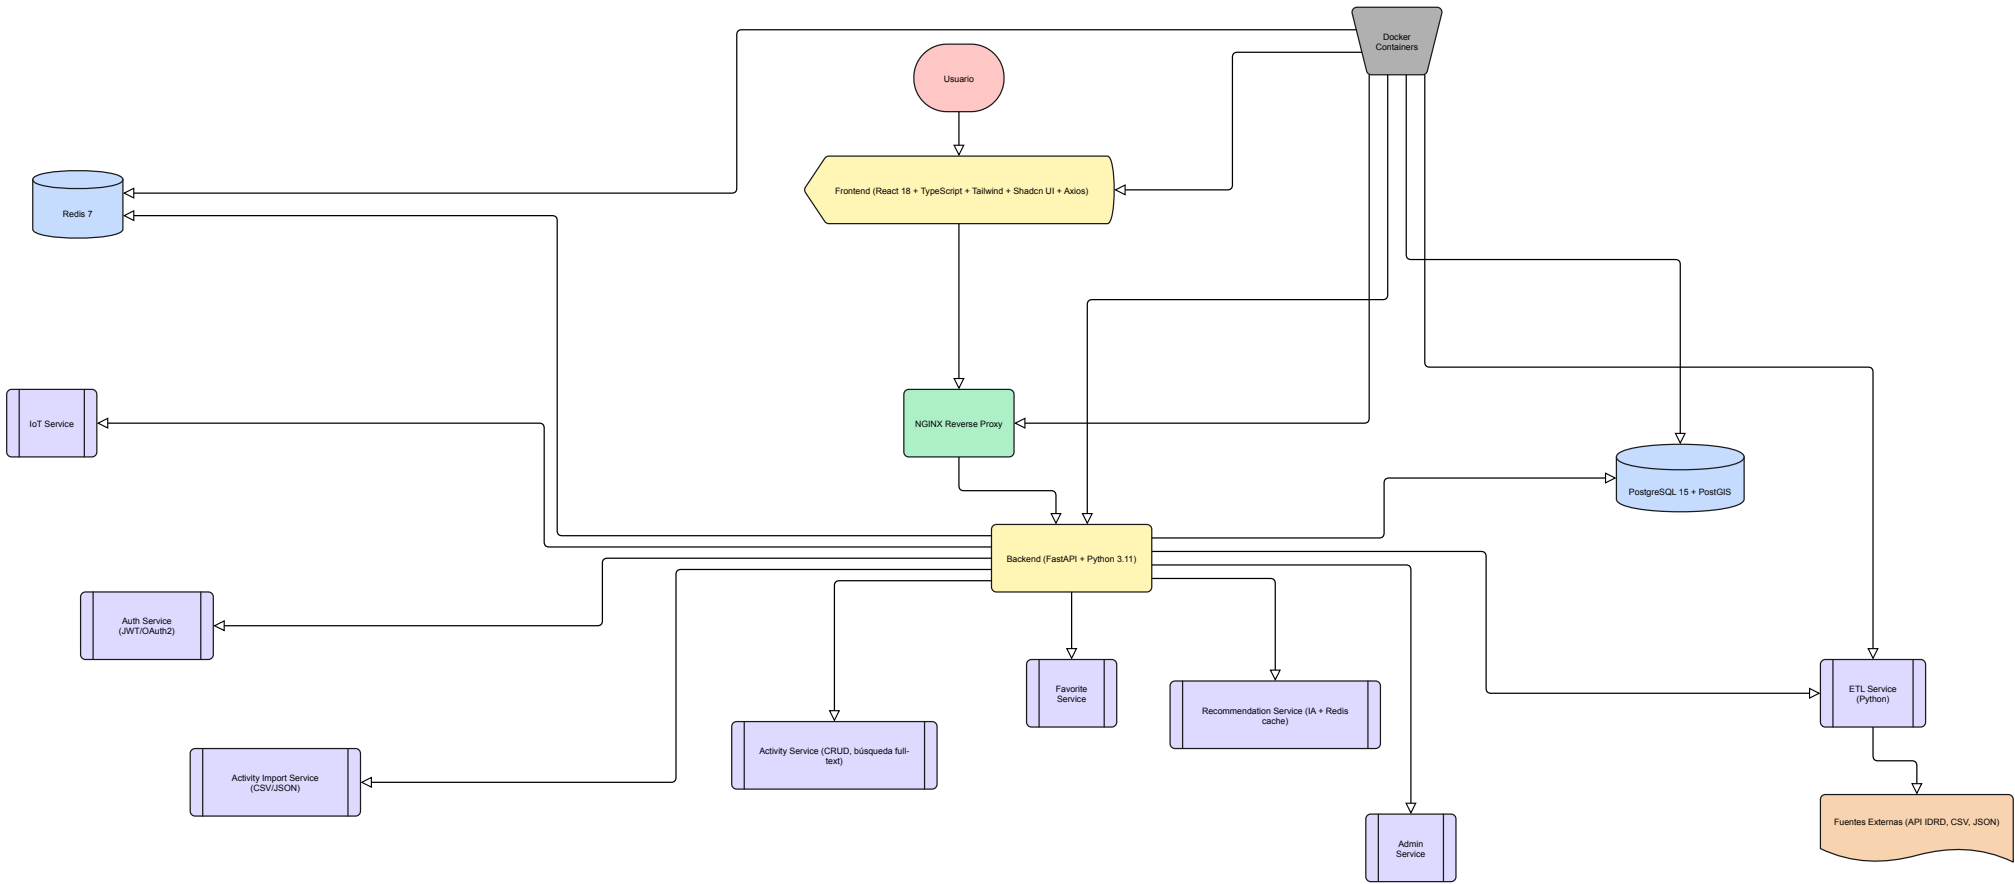 Docker
Containers
Usuario
Frontend (React 18 + TypeScript + Tailwind + Shadcn UI + Axios)
Redis 7
IoT Service
NGINX Reverse Proxy
PostgreSQL 15 + PostGIS
Backend (FastAPI + Python 3.11)
Auth Service
(JWT/OAuth2)
Favorite
Service
ETL Service
(Python)
Recommendation Service (IA + Redis
cache)
Activity Service (CRUD, búsqueda full-
text)
Activity Import Service
(CSV/JSON)
Fuentes Externas (API IDRD, CSV, JSON)
Admin
Service